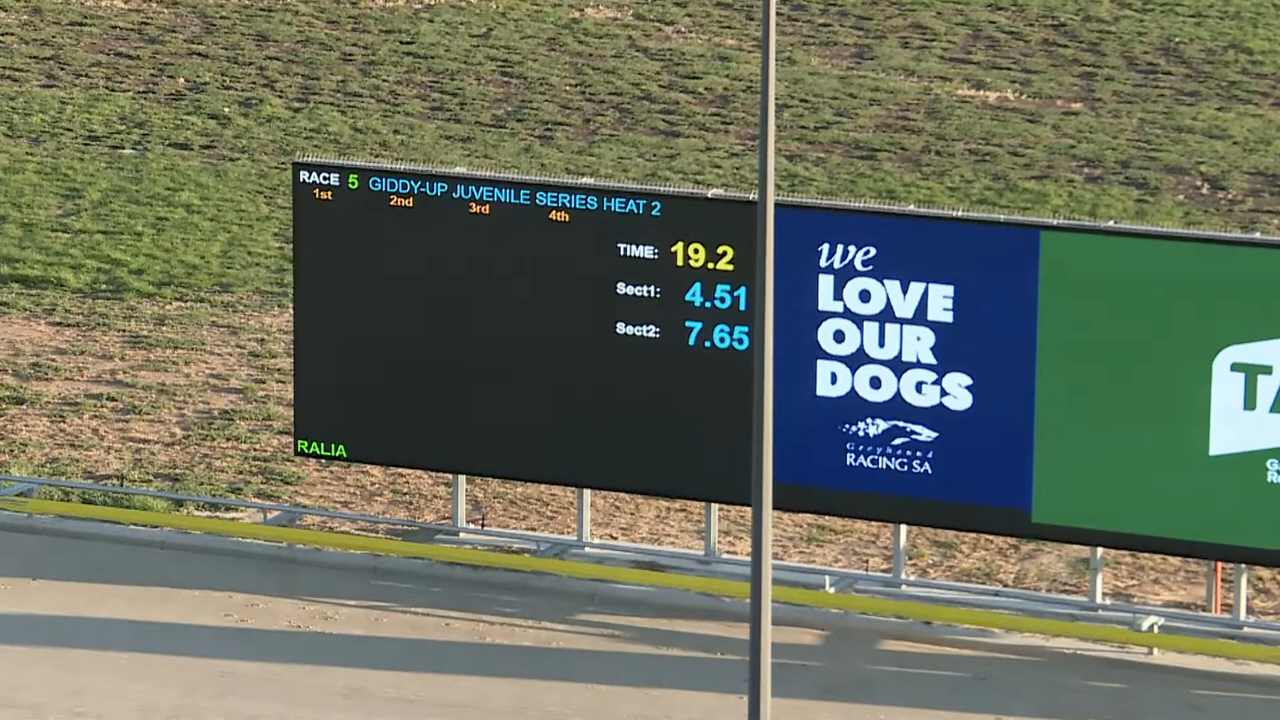 RACE 5 GIDDY-UP JUVENILE SERIES HEAT 2
1st 2nd 3rd 4th
TIME: 19.2
Sect1: 4.51
Sect2: 7.65
RALIA
we
LOVE
OUR
DOGS
Greyhound
RACING SA